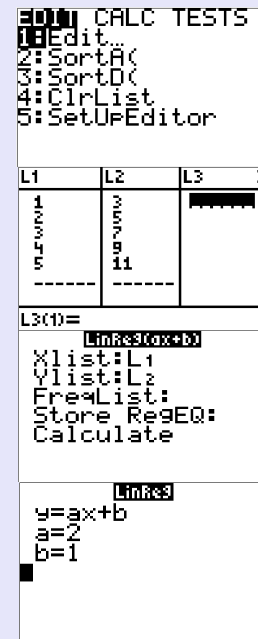 EDIT CALC TESTS
1:Edit…
2:SortA(
3:SortD(
4:ClrList
5:SetUpEditor
L1 L2 L3
1 3
2 5
3 7
4 9
5 11
------ ------
L3(1)=
LinReg(ax+b)
Xlist:L1
Ylist:L2
FreqList:
Store RegEQ:
Calculate
LinReg
y=ax+b
a=2
b=1